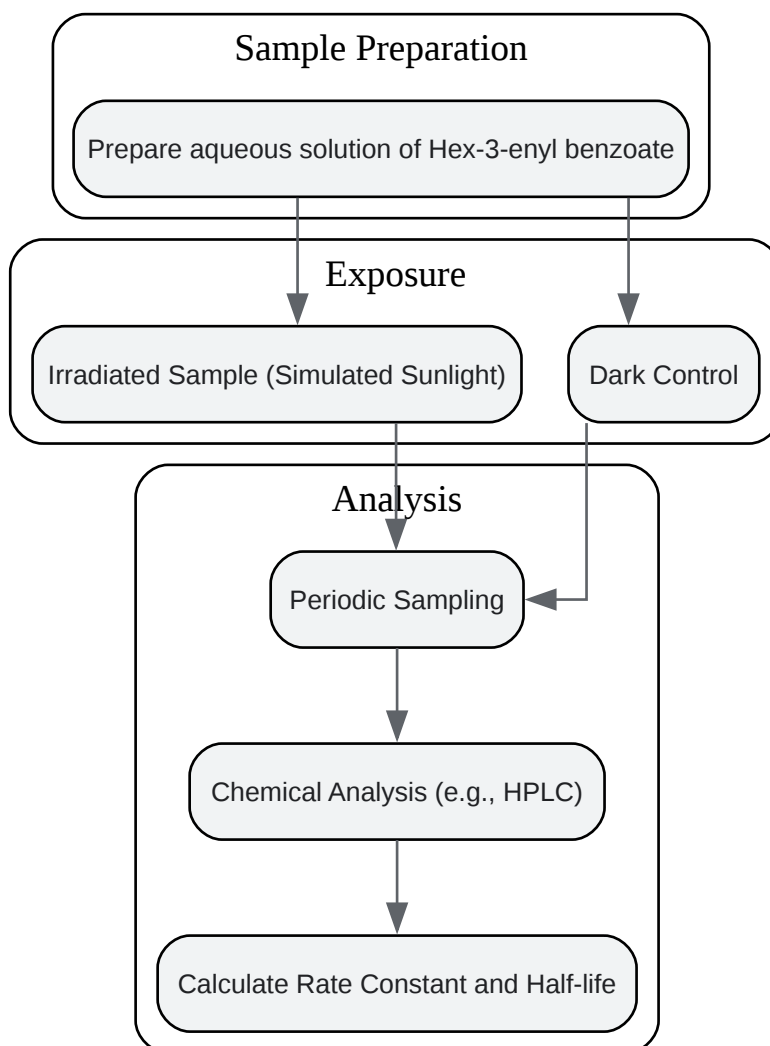 Sample Preparation
Prepare aqueous solution of Hex-3-enyl benzoate
Exposure
Irradiated Sample (Simulated Sunlight)
Dark Control
Analysis
Periodic Sampling
Chemical Analysis (e.g., HPLC)
Calculate Rate Constant and Half-life